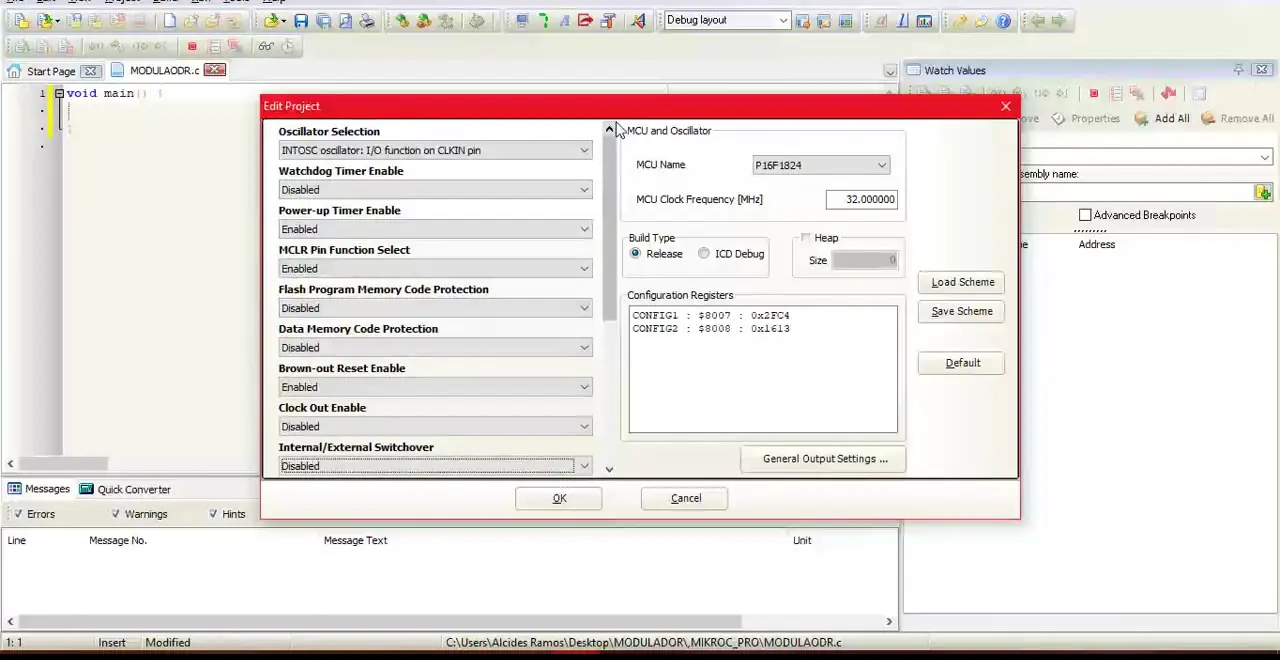 Debug layout
Start Page
MODULAODR.c
Watch Values
1 void main() {
}
Properties
Add All
Remove All
sembly name:
Advanced Breakpoints
Address
Edit Project
Oscillator Selection
INTOSC oscillator: I/O function on CLKIN pin
Watchdog Timer Enable
Disabled
Power-up Timer Enable
Enabled
MCLR Pin Function Select
Enabled
Flash Program Memory Code Protection
Disabled
Data Memory Code Protection
Disabled
Brown-out Reset Enable
Enabled
Clock Out Enable
Disabled
Internal/External Switchover
Disabled
MCU and Oscillator
MCU Name
P16F1824
MCU Clock Frequency [MHz]
32.000000
Build Type
Release
ICD Debug
Heap
Size
0
Configuration Registers
CONFIG1 : $8007 : 0x2FC4
CONFIG2 : $8008 : 0x1613
Load Scheme
Save Scheme
Default
General Output Settings ...
OK
Cancel
Messages
Quick Converter
Errors
Warnings
Hints
Line
Message No.
Message Text
Unit
1: 1
Insert
Modified
C:\Users\Alcides Ramos\Desktop\MODULADOR\,MIKROC_PRO\MODULAODR.c